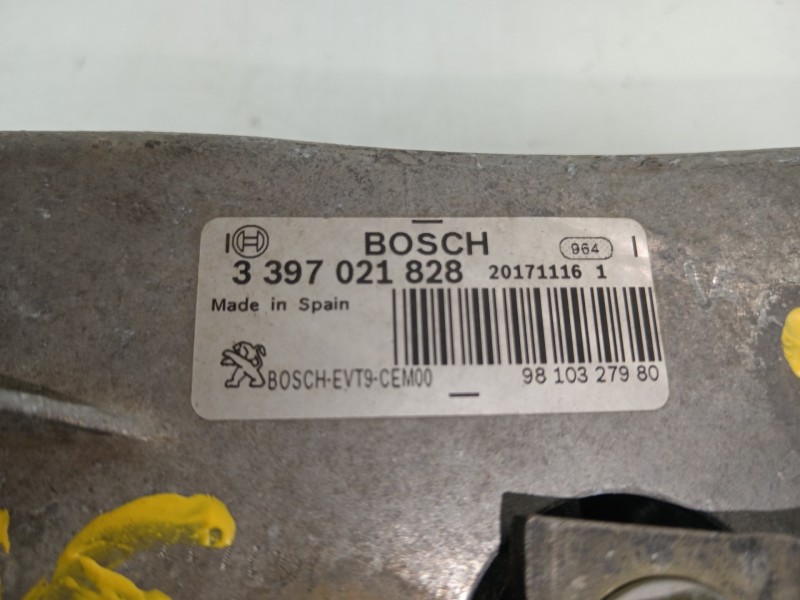 BOSCH 964
3 397 021 828 20171116 1
Made in Spain
BOSCH-EVT9-CEM00 98 103 279 80